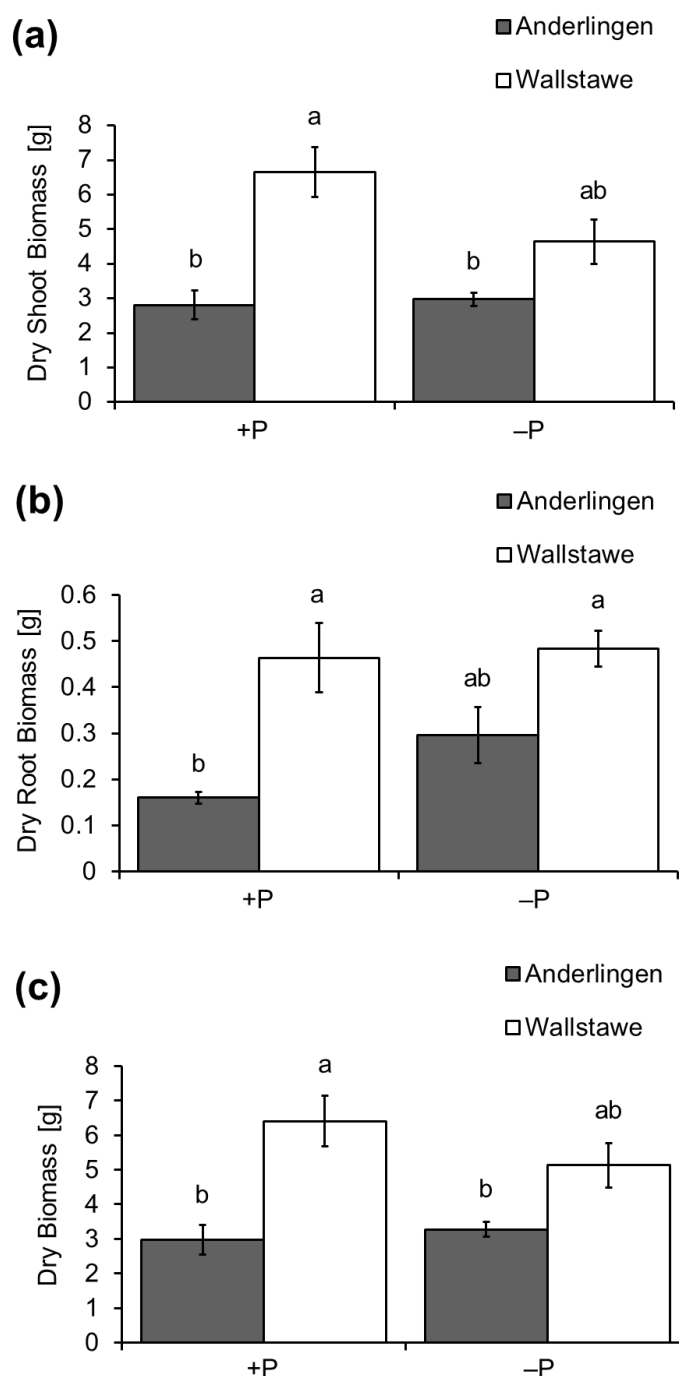 (a)
Anderlingen
Wallstawe
Dry Shoot Biomass [g]
8
7
6
5
4
3
2
1
0
b
a
b
ab
+P
–P
(b)
Anderlingen
Wallstawe
Dry Root Biomass [g]
0.6
0.5
0.4
0.3
0.2
0.1
0
b
a
ab
a
+P
–P
(c)
Anderlingen
Wallstawe
Dry Biomass [g]
8
7
6
5
4
3
2
1
0
b
a
b
ab
+P
–P